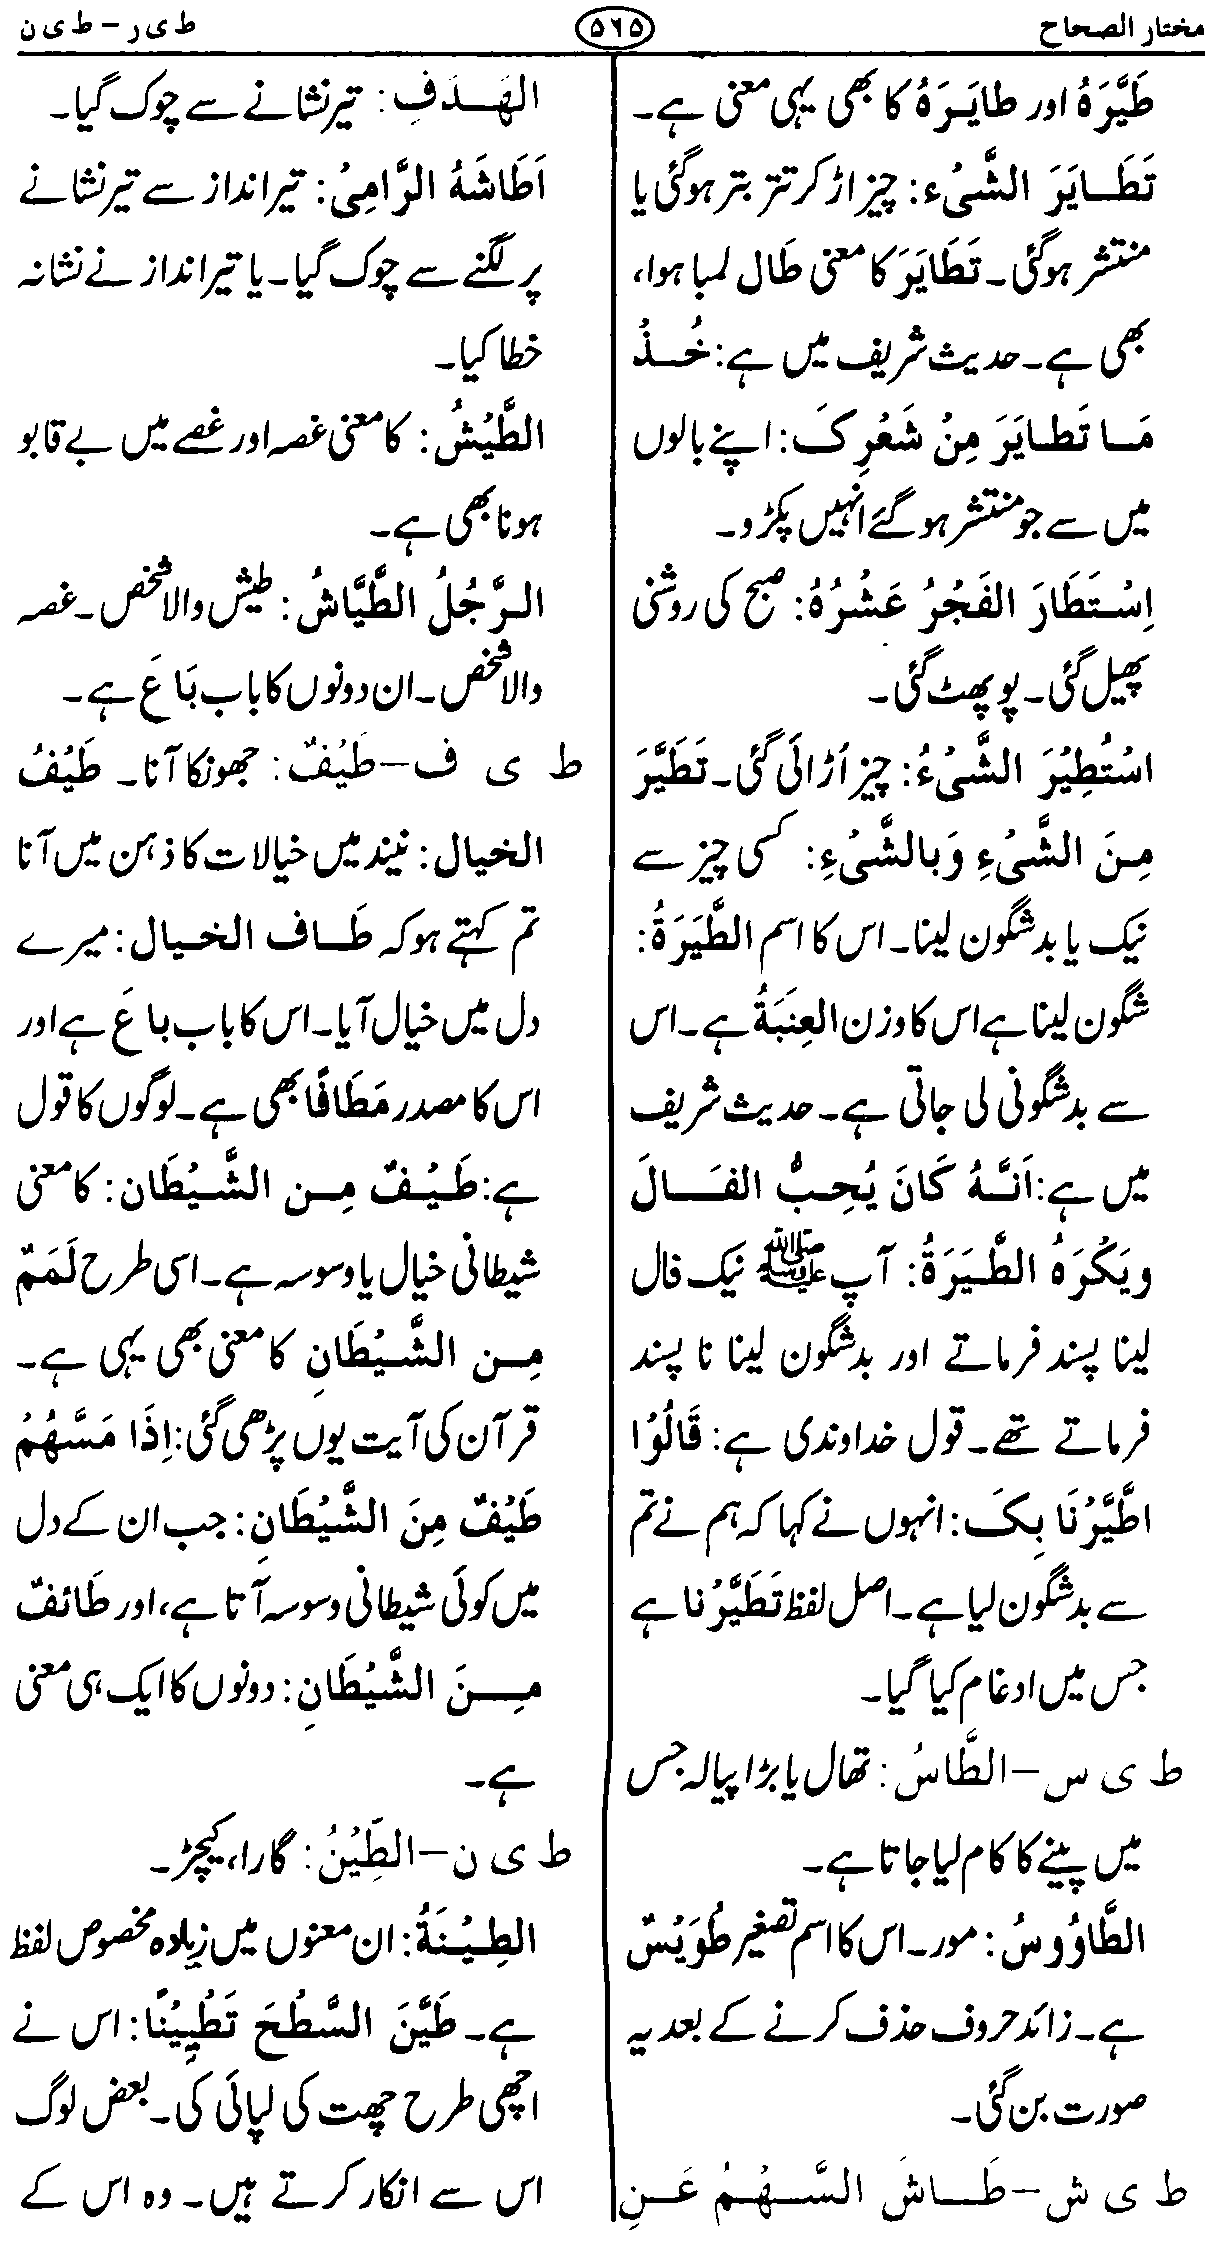 مختار الصحاح
۵۶۵
ط ی ر – ط ی ن
طَیَّرَهُ اور طایَرَهُ کا بھی یہی معنی ہے۔
تَطَایَرَ الشَّیْء: چیز اڑ کر تتر بتر ہوگئی یا
منتشر ہوگئی۔ تَطَایَرَ کا معنی طَال لمبا ہوا،
بھی ہے۔ حدیث شریف میں ہے: خُذْ
مَا تَطایَرَ مِنْ شَعْرِکَ: اپنے بالوں
میں سے جو منتشر ہوگئے انہیں پکڑو۔
اِسْتَطَارَ الفَجْرُ عَشْرُهُ: صبح کی روشنی
پھیل گئی۔ پو پھٹ گئی۔
اسْتُطِیْرَ الشَّیْءُ: چیز اُڑائی گئی۔ تَطَیَّرَ
مِنَ الشَّیْءِ وَبالشَّیْءِ: کسی چیز سے
نیک یا بدشگون لینا۔ اس کا اسم الطِّیَرَةُ:
شگون لینا ہے اس کا وزن العِنَبَةُ ہے۔ اس
سے بدشگونی لی جاتی ہے۔ حدیث شریف
میں ہے: اَنَّهُ کَانَ یُحِبُّ الفَالَ
ویَکْرَهُ الطِّیَرَةُ: آپ ﷺ نیک فال
لینا پسند فرماتے اور بدشگون لینا نا پسند
فرماتے تھے۔ قول خداوندی ہے: قَالُوْا
اطَّیَّرْنَا بِکَ: انہوں نے کہا کہ ہم نے تم
سے بدشگون لیا ہے۔ اصل لفظ تَطَیَّرْنا ہے
جس میں ادغام کیا گیا۔
ط ی س – الطَّاسُ: تھال یا بڑا پیالہ جس
میں پینے کا کام لیا جاتا ہے۔
الطَّاوُوسُ: مور۔ اس کا اسم تصغیر طُوَیْسٌ
ہے۔ زائد حروف حذف کرنے کے بعد یہ
صورت بن گئی۔
ط ی ش – طَاشَ السَّهْمُ عَنِ
الهَدَفِ: تیر نشانے سے چوک گیا۔
اَطَاشَهُ الرَّامِیْ: تیر انداز سے تیر نشانے
پر لگنے سے چوک گیا۔ یا تیر انداز نے نشانہ
خطا کیا۔
الطَّیْشُ: کا معنی غصہ اور غصے میں بے قابو
ہونا بھی ہے۔
الرَّجُلُ الطَّیَّاشُ: طیش والا شخص۔ غصہ
والا شخص۔ ان دونوں کا باب بَاعَ ہے۔
ط ی ف – طَیْفٌ: جھونکا آنا۔ طَیْفُ
الخیال: نیند میں خیالات کا ذہن میں آنا
تم کہتے ہو کہ طَاف الخیال: میرے
دل میں خیال آیا۔ اس کا باب باعَ ہے اور
اس کا مصدر مَطَافًا بھی ہے۔ لوگوں کا قول
ہے: طَیْفٌ مِن الشَّیْطَان: کا معنی
شیطانی خیال یا وسوسہ ہے۔ اسی طرح لَمَمٌ
مِن الشَّیْطَانِ کا معنی بھی یہی ہے۔
قرآن کی آیت یوں پڑھی گئی: اِذَا مَسَّهُمْ
طَیْفٌ مِنَ الشَّیْطَانِ: جب ان کے دل
میں کوئی شیطانی وسوسہ آتا ہے، اور طَائفٌ
مِنَ الشَّیْطَانِ: دونوں کا ایک ہی معنی
ہے۔
ط ی ن – الطِّیْنُ: گارا، کیچڑ۔
الطِیْنَةُ: ان معنوں میں زیادہ مخصوص لفظ
ہے۔ طَیَّنَ السَّطْحَ تَطْیِیْنًا: اس نے
اچھی طرح چھت کی لپائی کی۔ بعض لوگ
اس سے انکار کرتے ہیں۔ وہ اس کے